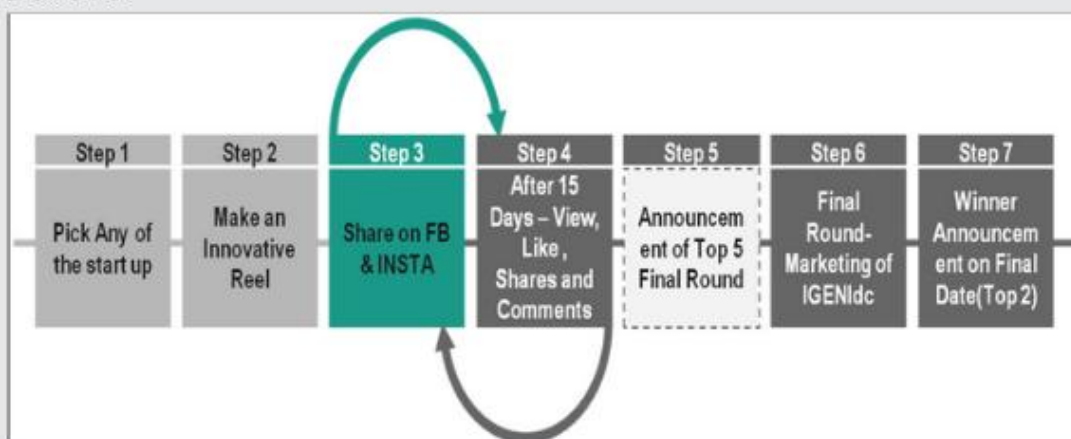 Step 1
Pick Any of
the start up
Step 2
Make an
Innovative
Reel
Step 3
Share on FB
& INSTA
Step 4
After 15
Days – View,
Like ,
Shares and
Comments
Step 5
Announcem
ent of Top 5
Final Round
Step 6
Final
Round-
Marketing of
IGENIdc
Step 7
Winner
Announcem
ent on Final
Date(Top 2)